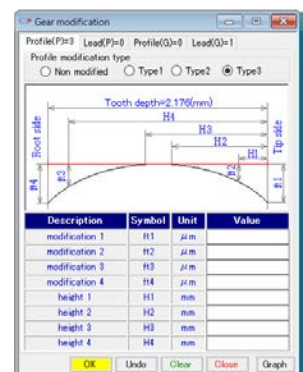 Gear modification
Profile(P)=3 Lead(P)=0 Profile(G)=0 Lead(G)=1
Profile modification type
Non modified Type1 Type2 Type3
Tooth depth=2.176(mm)
H4
H3
H2
H1
Root side
Tip side
ft4
ft3
ft2
ft1
Description Symbol Unit Value
modification 1 ft1 μm
modification 2 ft2 μm
modification 3 ft3 μm
modification 4 ft4 μm
height 1 H1 mm
height 2 H2 mm
height 3 H3 mm
height 4 H4 mm
OK Undo Clear Close Graph